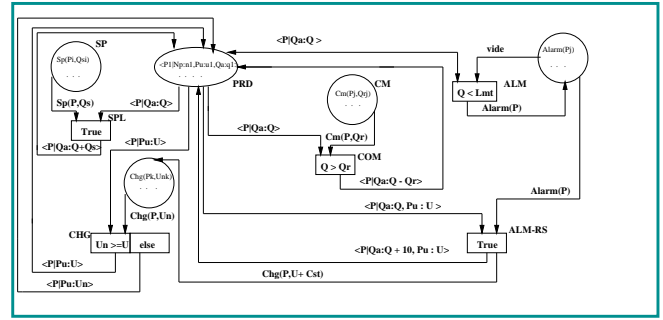 <P|Qa:Q >
SP
Sp(Pi,Qsi)
. . .
<P1|Np:n1,Pu:u1,Qa:q1:
. . . .
PRD
vide
Alarm(Pj)
. . .
ALM
Q < Lmt
Alarm(P)
CM
Cm(Pj,Qrj)
. . .
Sp(P,Qs)
<P|Qa:Q>
SPL
True
<P|Qa:Q+Qs>
<P|Qa:Q>
Cm(P,Qr)
COM
Q > Qr
<P|Qa:Q - Qr>
Chg(Pk,Unk)
. . .
<P|Pu:U>
Chg(P,Un)
Alarm(P)
<P|Qa:Q, Pu : U >
ALM-RS
True
CHG
Un >=U
else
<P|Qa:Q + 10, Pu : U>
<P|Pu:U>
Chg(P,U+ Cst)
<P|Pu:Un>